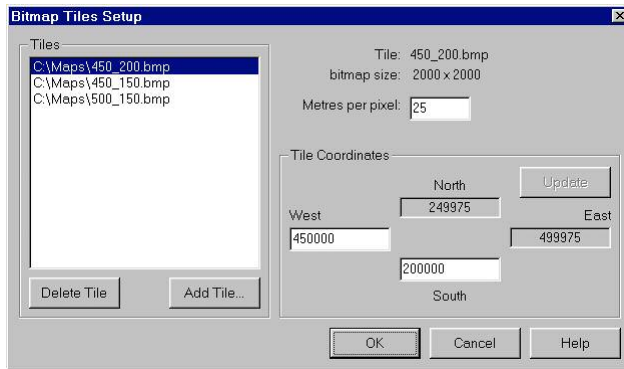 Bitmap Tiles Setup
Tiles
C:\Maps\450_200.bmp
C:\Maps\450_150.bmp
C:\Maps\500_150.bmp
Delete Tile
Add Tile...
Tile: 450_200.bmp
bitmap size: 2000 x 2000
Metres per pixel: 25
Tile Coordinates
Update
North
249975
West
450000
East
499975
200000
South
OK
Cancel
Help